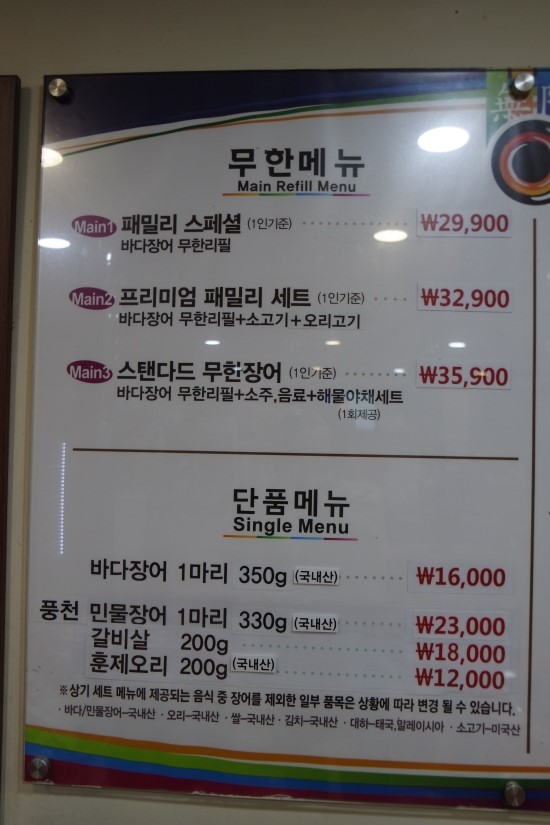 無
무한메뉴
Main Refill Menu
Main1 패밀리 스페셜 (1인기준) ₩29,900
바다장어 무한리필
Main2 프리미엄 패밀리 세트 (1인기준) ₩32,900
바다장어 무한리필+소고기+오리고기
Main3 스탠다드 무한장어 (1인기준) ₩35,900
바다장어 무한리필+소주,음료+해물야채세트
(1회제공)
단품메뉴
Single Menu
바다장어 1마리 350g (국내산) ₩16,000
풍천 민물장어 1마리 330g (국내산) ₩23,000
갈비살 200g ₩18,000
훈제오리 200g (국내산) ₩12,000
※ 상기 세트 메뉴에 제공되는 음식 중 장어를 제외한 일부 품목은 상황에 따라 변경 될 수 있습니다.
· 바다/민물장어-국내산 · 오리-국내산 · 쌀-국내산 · 김치-국내산 · 대하-태국,말레이시아 · 소고기-미국산